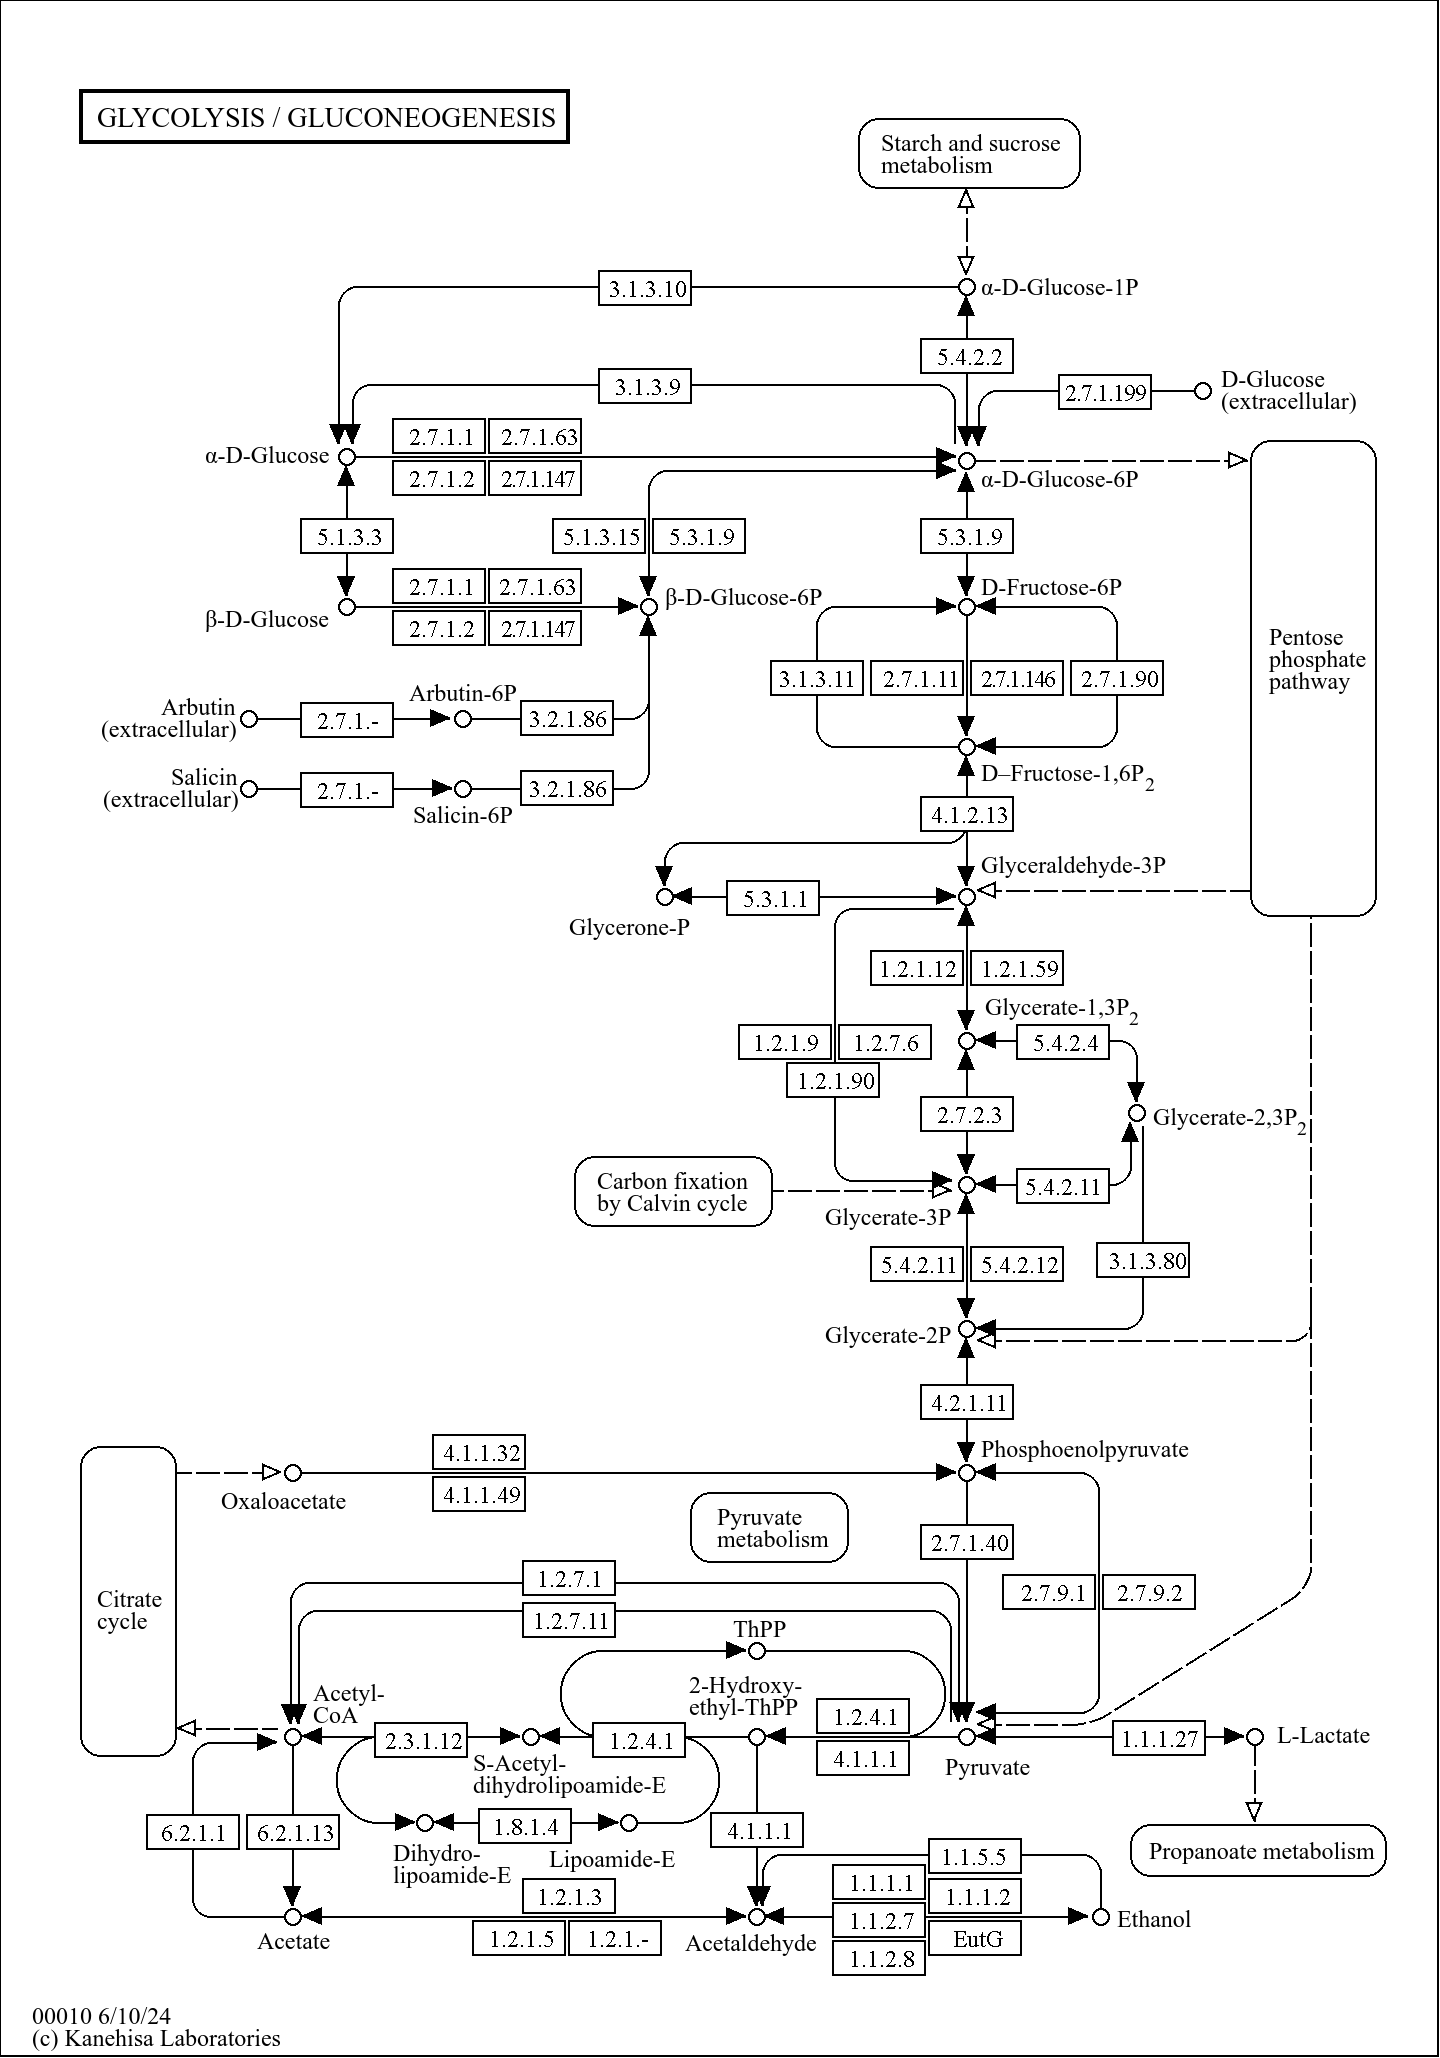 GLYCOLYSIS / GLUCONEOGENESIS
Starch and sucrose
metabolism
3.1.3.10
α-D-Glucose-1P
5.4.2.2
3.1.3.9
2.7.1.199
D-Glucose
(extracellular)
2.7.1.1
2.7.1.63
α-D-Glucose
2.7.1.2
2.7.1.147
α-D-Glucose-6P
5.1.3.3
5.1.3.15
5.3.1.9
5.3.1.9
2.7.1.1
2.7.1.63
D-Fructose-6P
β-D-Glucose-6P
β-D-Glucose
2.7.1.2
2.7.1.147
Pentose
phosphate
pathway
3.1.3.11
2.7.1.11
2.7.1.146
2.7.1.90
Arbutin-6P
Arbutin
(extracellular)
2.7.1.-
3.2.1.86
Salicin
(extracellular)
2.7.1.-
3.2.1.86
Salicin-6P
D–Fructose-1,6P2
4.1.2.13
Glyceraldehyde-3P
5.3.1.1
Glycerone-P
1.2.1.12
1.2.1.59
Glycerate-1,3P2
1.2.1.9
1.2.7.6
5.4.2.4
1.2.1.90
2.7.2.3
Glycerate-2,3P2
Carbon fixation
by Calvin cycle
5.4.2.11
Glycerate-3P
5.4.2.11
5.4.2.12
3.1.3.80
Glycerate-2P
4.2.1.11
4.1.1.32
Phosphoenolpyruvate
Oxaloacetate
4.1.1.49
Pyruvate
metabolism
2.7.1.40
1.2.7.1
2.7.9.1
2.7.9.2
Citrate
cycle
1.2.7.11
ThPP
Acetyl-
CoA
2-Hydroxy-
ethyl-ThPP
1.2.4.1
2.3.1.12
1.2.4.1
4.1.1.1
1.1.1.27
L-Lactate
S-Acetyl-
dihydrolipoamide-E
Pyruvate
6.2.1.1
6.2.1.13
1.8.1.4
4.1.1.1
Dihydro-
lipoamide-E
Lipoamide-E
1.1.5.5
Propanoate metabolism
1.2.1.3
1.1.1.1
1.1.1.2
1.1.2.7
Ethanol
Acetate
1.2.1.5
1.2.1.-
Acetaldehyde
EutG
1.1.2.8
00010 6/10/24
(c) Kanehisa Laboratories